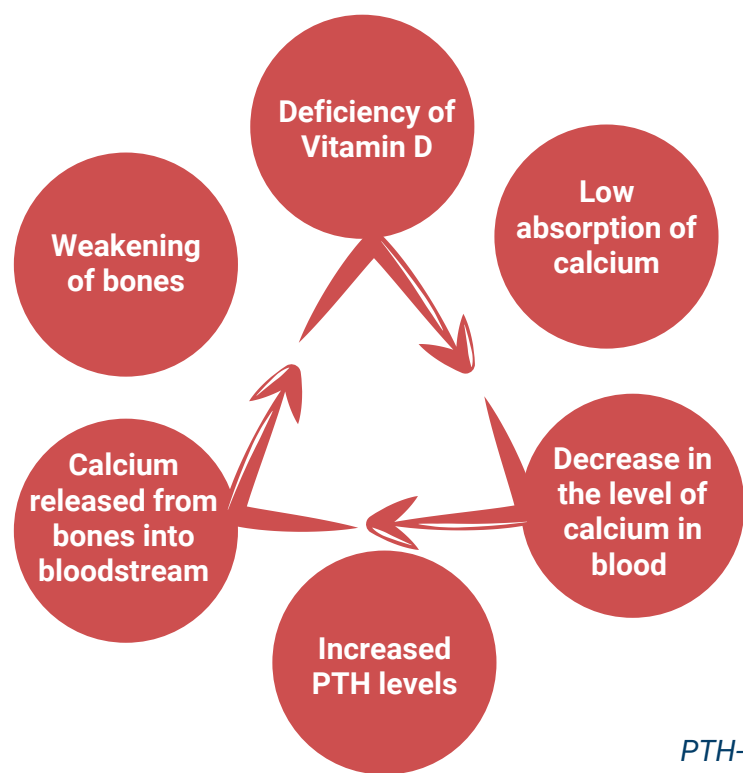 Deficiency of
Vitamin D
Low
absorption of
calcium
Decrease in
the level of
calcium in
blood
Increased
PTH levels
Calcium
released from
bones into
bloodstream
Weakening
of bones
PTH-